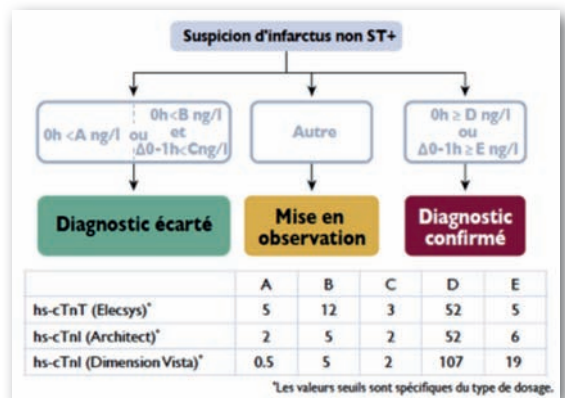 Suspicion d'infarctus non ST+
0h <A ng/l ou 0h<B ng/l
et
Δ0-1h<Cng/l
Autre
0h ≥ D ng/l
ou
Δ0-1h ≥ E ng/l
Diagnostic écarté
Mise en
observation
Diagnostic
confirmé
A B C D E
hs-cTnT (Elecsys)* 5 12 3 52 5
hs-cTnI (Architect)* 2 5 2 52 6
hs-cTnI (Dimension Vista)* 0.5 5 2 107 19
*Les valeurs seuils sont spécifiques du type de dosage.